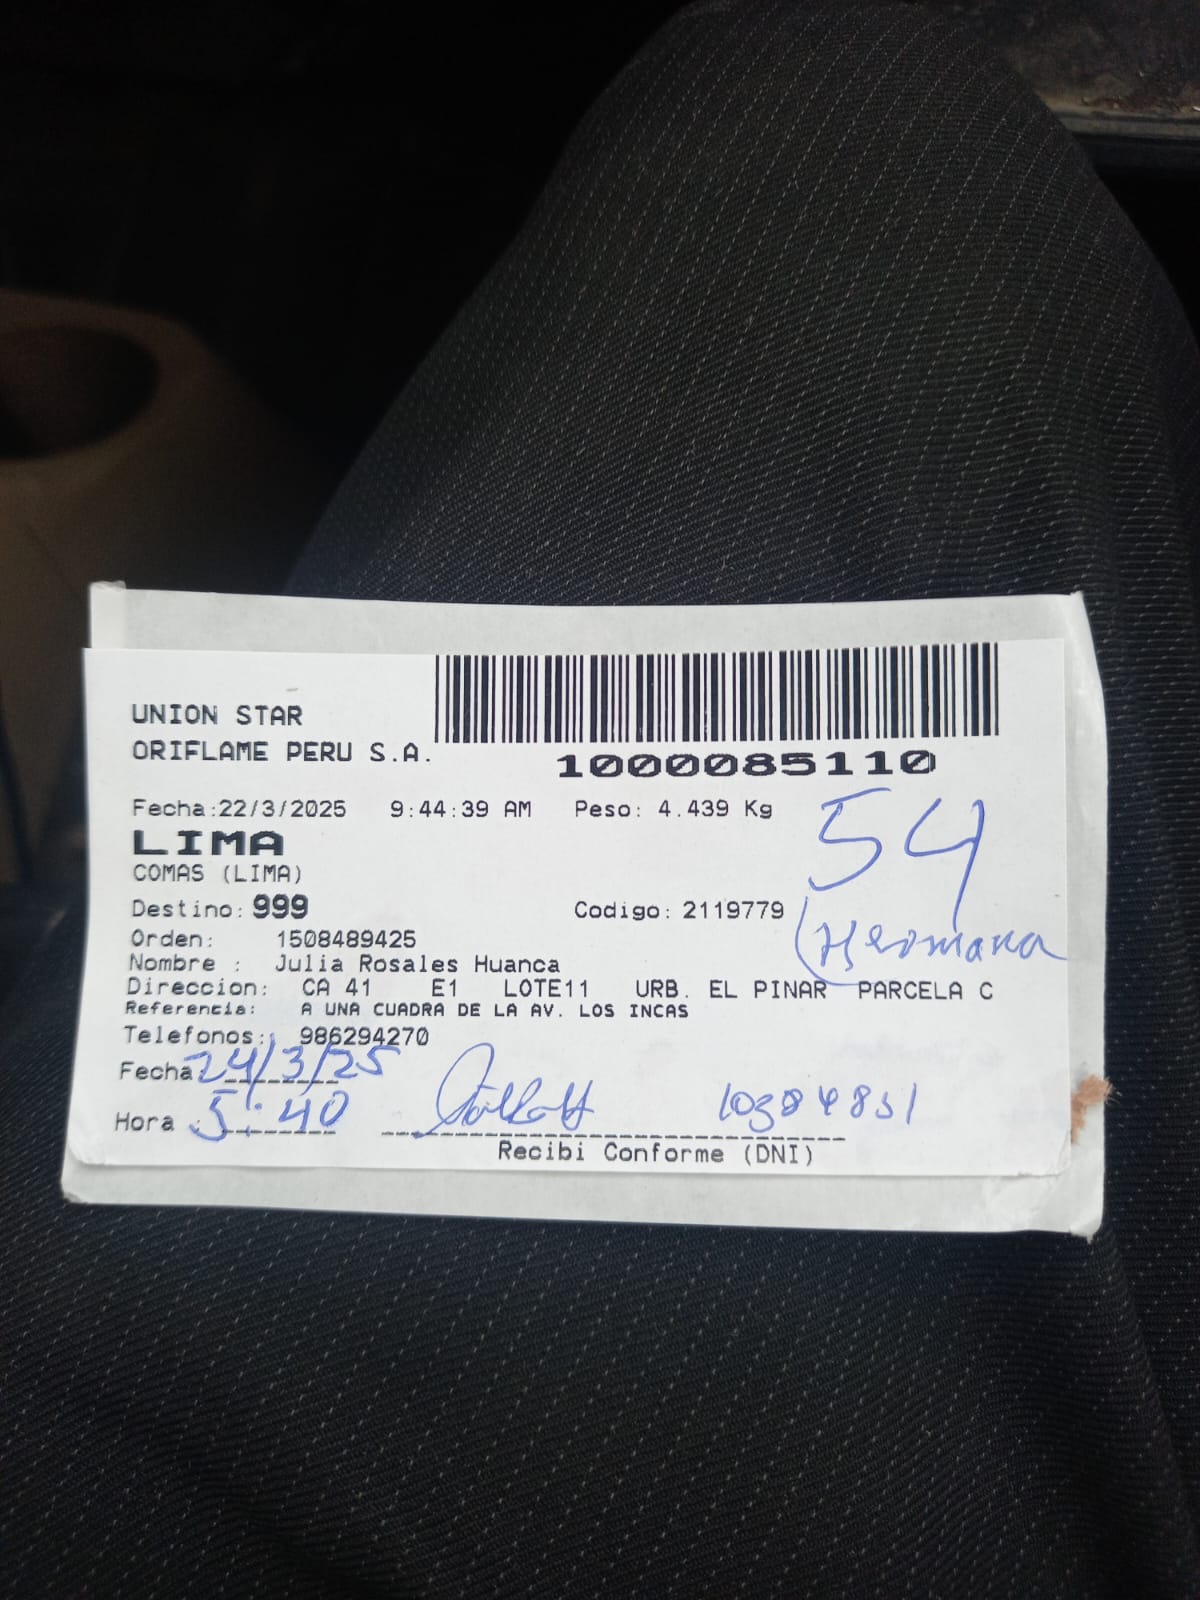 UNION STAR
ORIFLAME PERU S.A.
1000085110
Fecha:22/3/2025 9:44:39 AM Peso: 4.439 Kg
54
LIMA
COMAS (LIMA)
Destino: 999 Codigo: 2119779
(Hermana
Orden: 1508489425
Nombre : Julia Rosales Huanca
Direccion: CA 41 E1 LOTE11 URB. EL PINAR PARCELA C
Referencia: A UNA CUADRA DE LA AV. LOS INCAS
Telefonos: 986294270
Fecha 24/3/25
Hora : 5:40 10384851
Recibi Conforme (DNI)